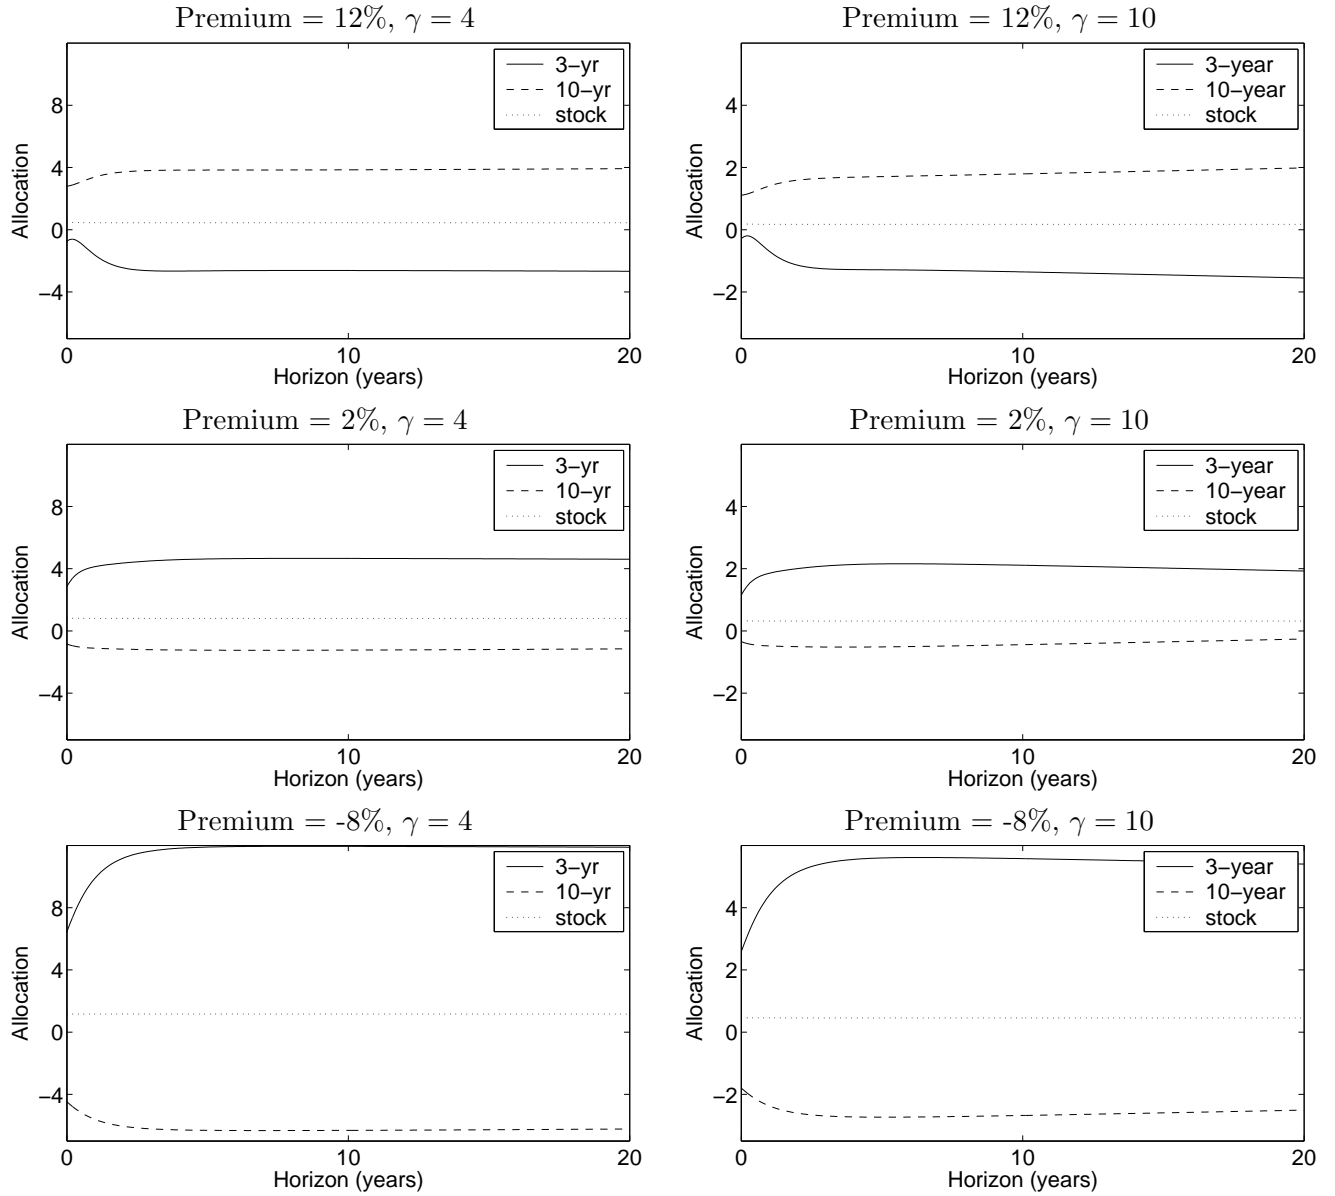 Premium = 12%, γ = 4
3−yr
10−yr
stock
8
4
0
−4
Allocation
0
10
20
Horizon (years)
Premium = 12%, γ = 10
3−year
10−year
stock
4
2
0
−2
Allocation
0
10
20
Horizon (years)
Premium = 2%, γ = 4
3−yr
10−yr
stock
8
4
0
−4
Allocation
0
10
20
Horizon (years)
Premium = 2%, γ = 10
3−year
10−year
stock
4
2
0
−2
Allocation
0
10
20
Horizon (years)
Premium = -8%, γ = 4
3−yr
10−yr
stock
8
4
0
−4
Allocation
0
10
20
Horizon (years)
Premium = -8%, γ = 10
3−year
10−year
stock
4
2
0
−2
Allocation
0
10
20
Horizon (years)